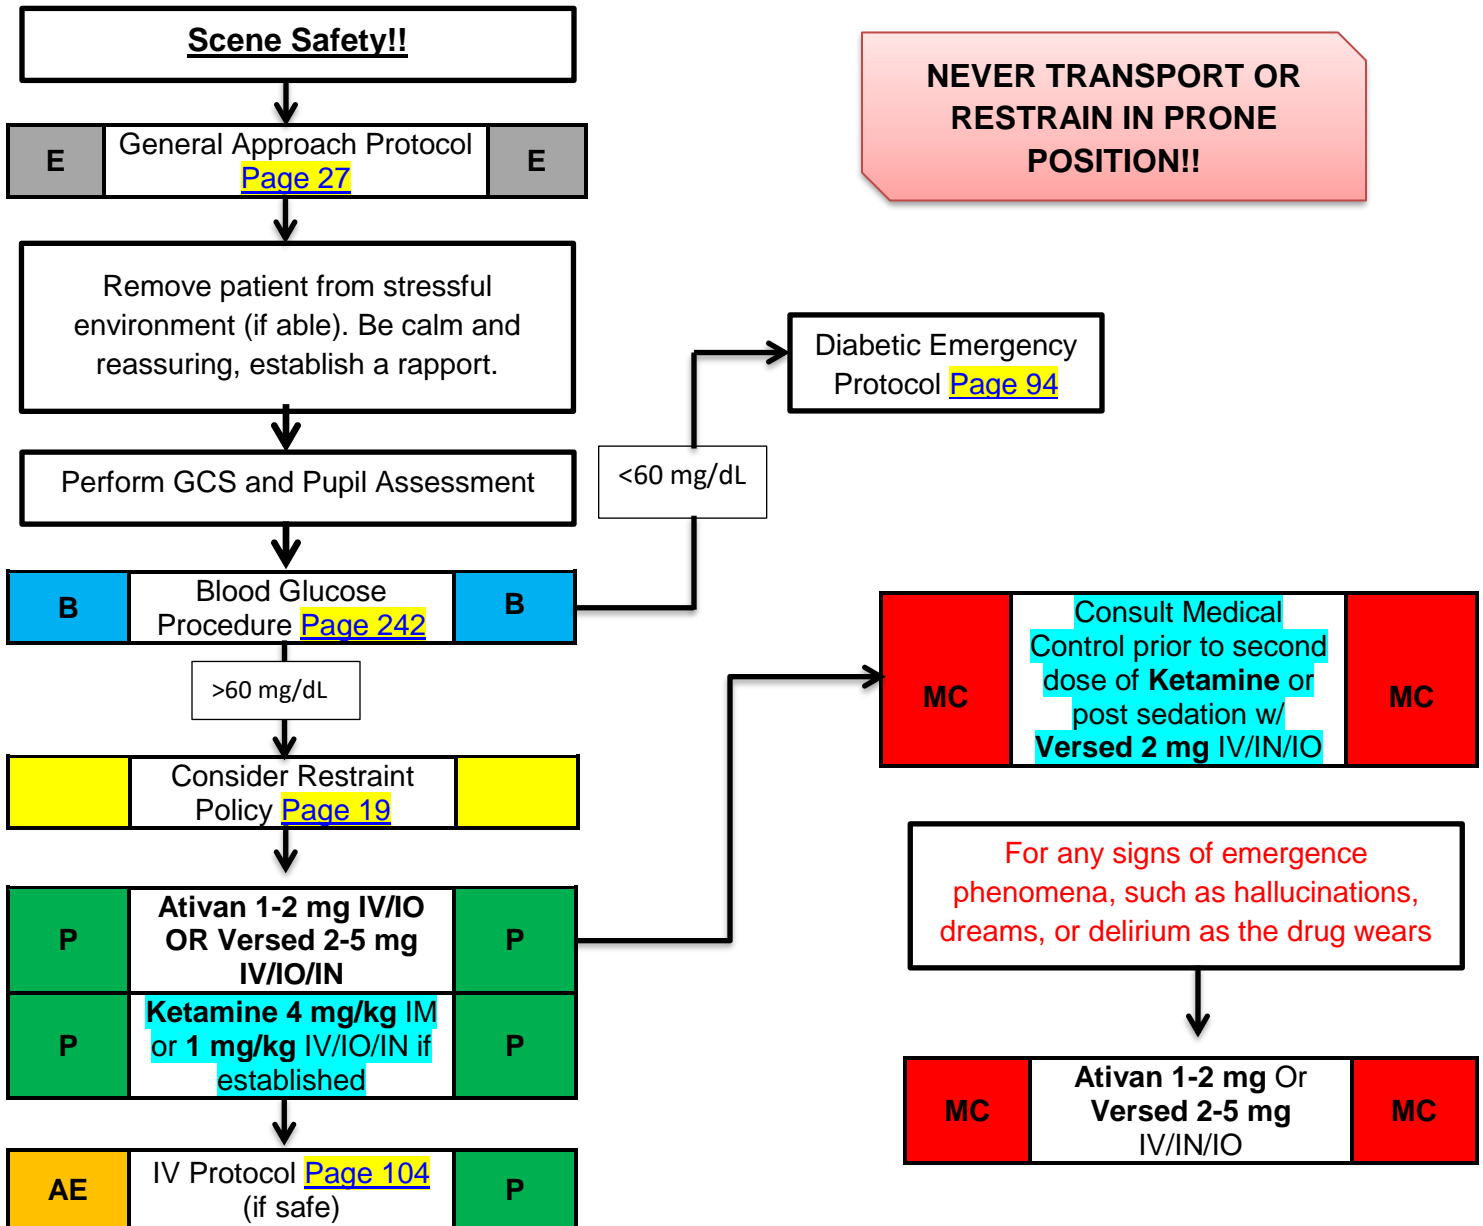 Scene Safety!!
NEVER TRANSPORT OR
RESTRAIN IN PRONE
POSITION!!
E
General Approach Protocol
Page 27
E
Remove patient from stressful
environment (if able). Be calm and
reassuring, establish a rapport.
Diabetic Emergency
Protocol Page 94
Perform GCS and Pupil Assessment
<60 mg/dL
B
Blood Glucose
Procedure Page 242
B
>60 mg/dL
MC
Consult Medical
Control prior to second
dose of Ketamine or
post sedation w/
Versed 2 mg IV/IN/IO
MC
Consider Restraint
Policy Page 19
For any signs of emergence
phenomena, such as hallucinations,
dreams, or delirium as the drug wears
P
Ativan 1-2 mg IV/IO
OR Versed 2-5 mg
IV/IO/IN
P
P
Ketamine 4 mg/kg IM
or 1 mg/kg IV/IO/IN if
established
P
MC
Ativan 1-2 mg Or
Versed 2-5 mg
IV/IN/IO
MC
AE
IV Protocol Page 104
(if safe)
P